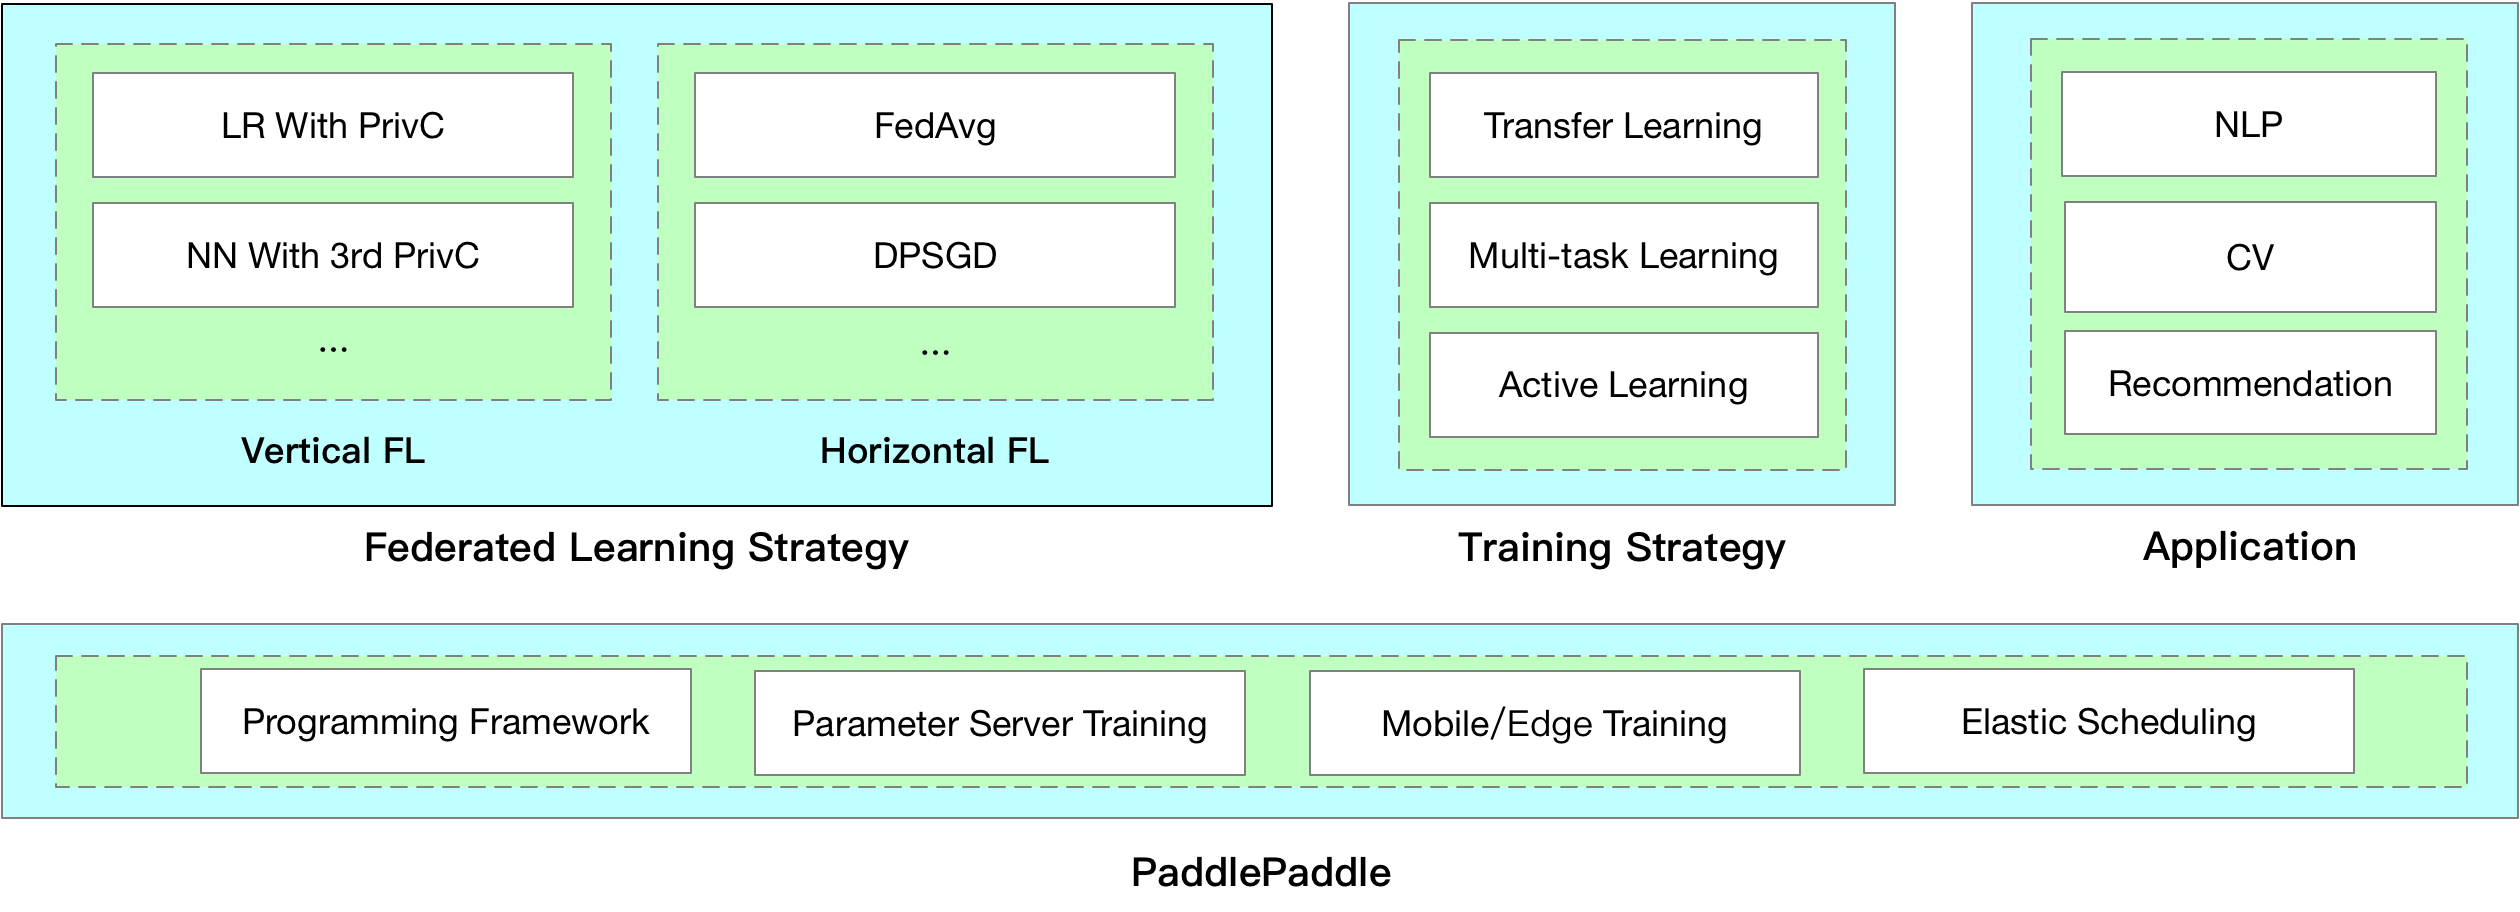 LR With PrivC
NN With 3rd PrivC
...
Vertical FL
FedAvg
DPSGD
...
Horizontal FL
Federated Learning Strategy
Transfer Learning
Multi-task Learning
Active Learning
Training Strategy
NLP
CV
Recommendation
Application
Programming Framework
Parameter Server Training
Mobile/Edge Training
Elastic Scheduling
PaddlePaddle